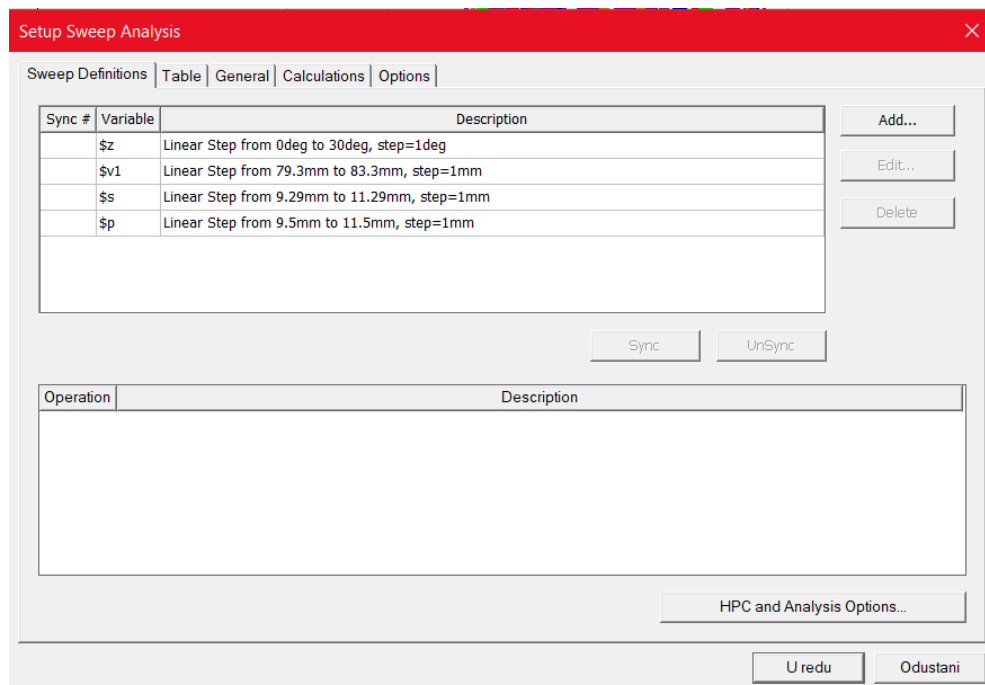 Setup Sweep Analysis
Sweep Definitions Table General Calculations Options
Sync # Variable Description
$z Linear Step from 0deg to 30deg, step=1deg
$v1 Linear Step from 79.3mm to 83.3mm, step=1mm
$s Linear Step from 9.29mm to 11.29mm, step=1mm
$p Linear Step from 9.5mm to 11.5mm, step=1mm
Add...
Edit...
Delete
Sync UnSync
Operation Description
HPC and Analysis Options...
U redu Odustani